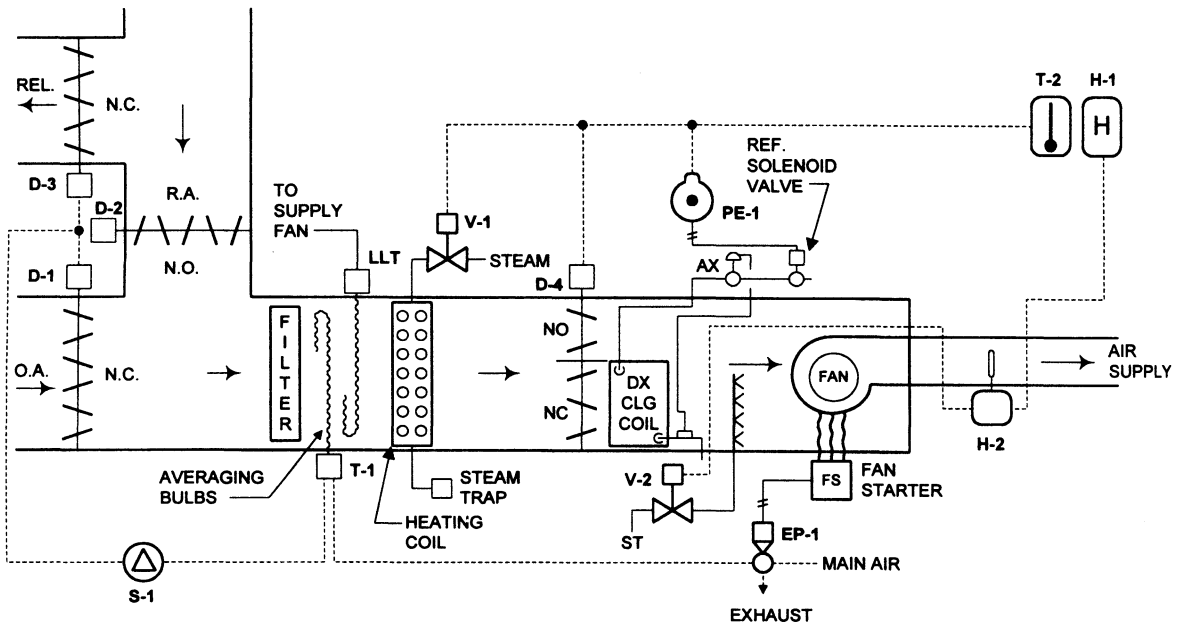 T-2
H-1
H
REL.
N.C.
REF.
SOLENOID
VALVE
D-3
D-2
R.A.
N.O.
TO
SUPPLY
FAN
V-1
STEAM
PE-1
LLT
AX
D-1
D-4
FILTER
NO
NC
O.A.
N.C.
DX
CLG
COIL
FAN
AIR
SUPPLY
H-2
AVERAGING
BULBS
T-1
STEAM
TRAP
HEATING
COIL
V-2
ST
FS
FAN
STARTER
EP-1
MAIN AIR
S-1
EXHAUST